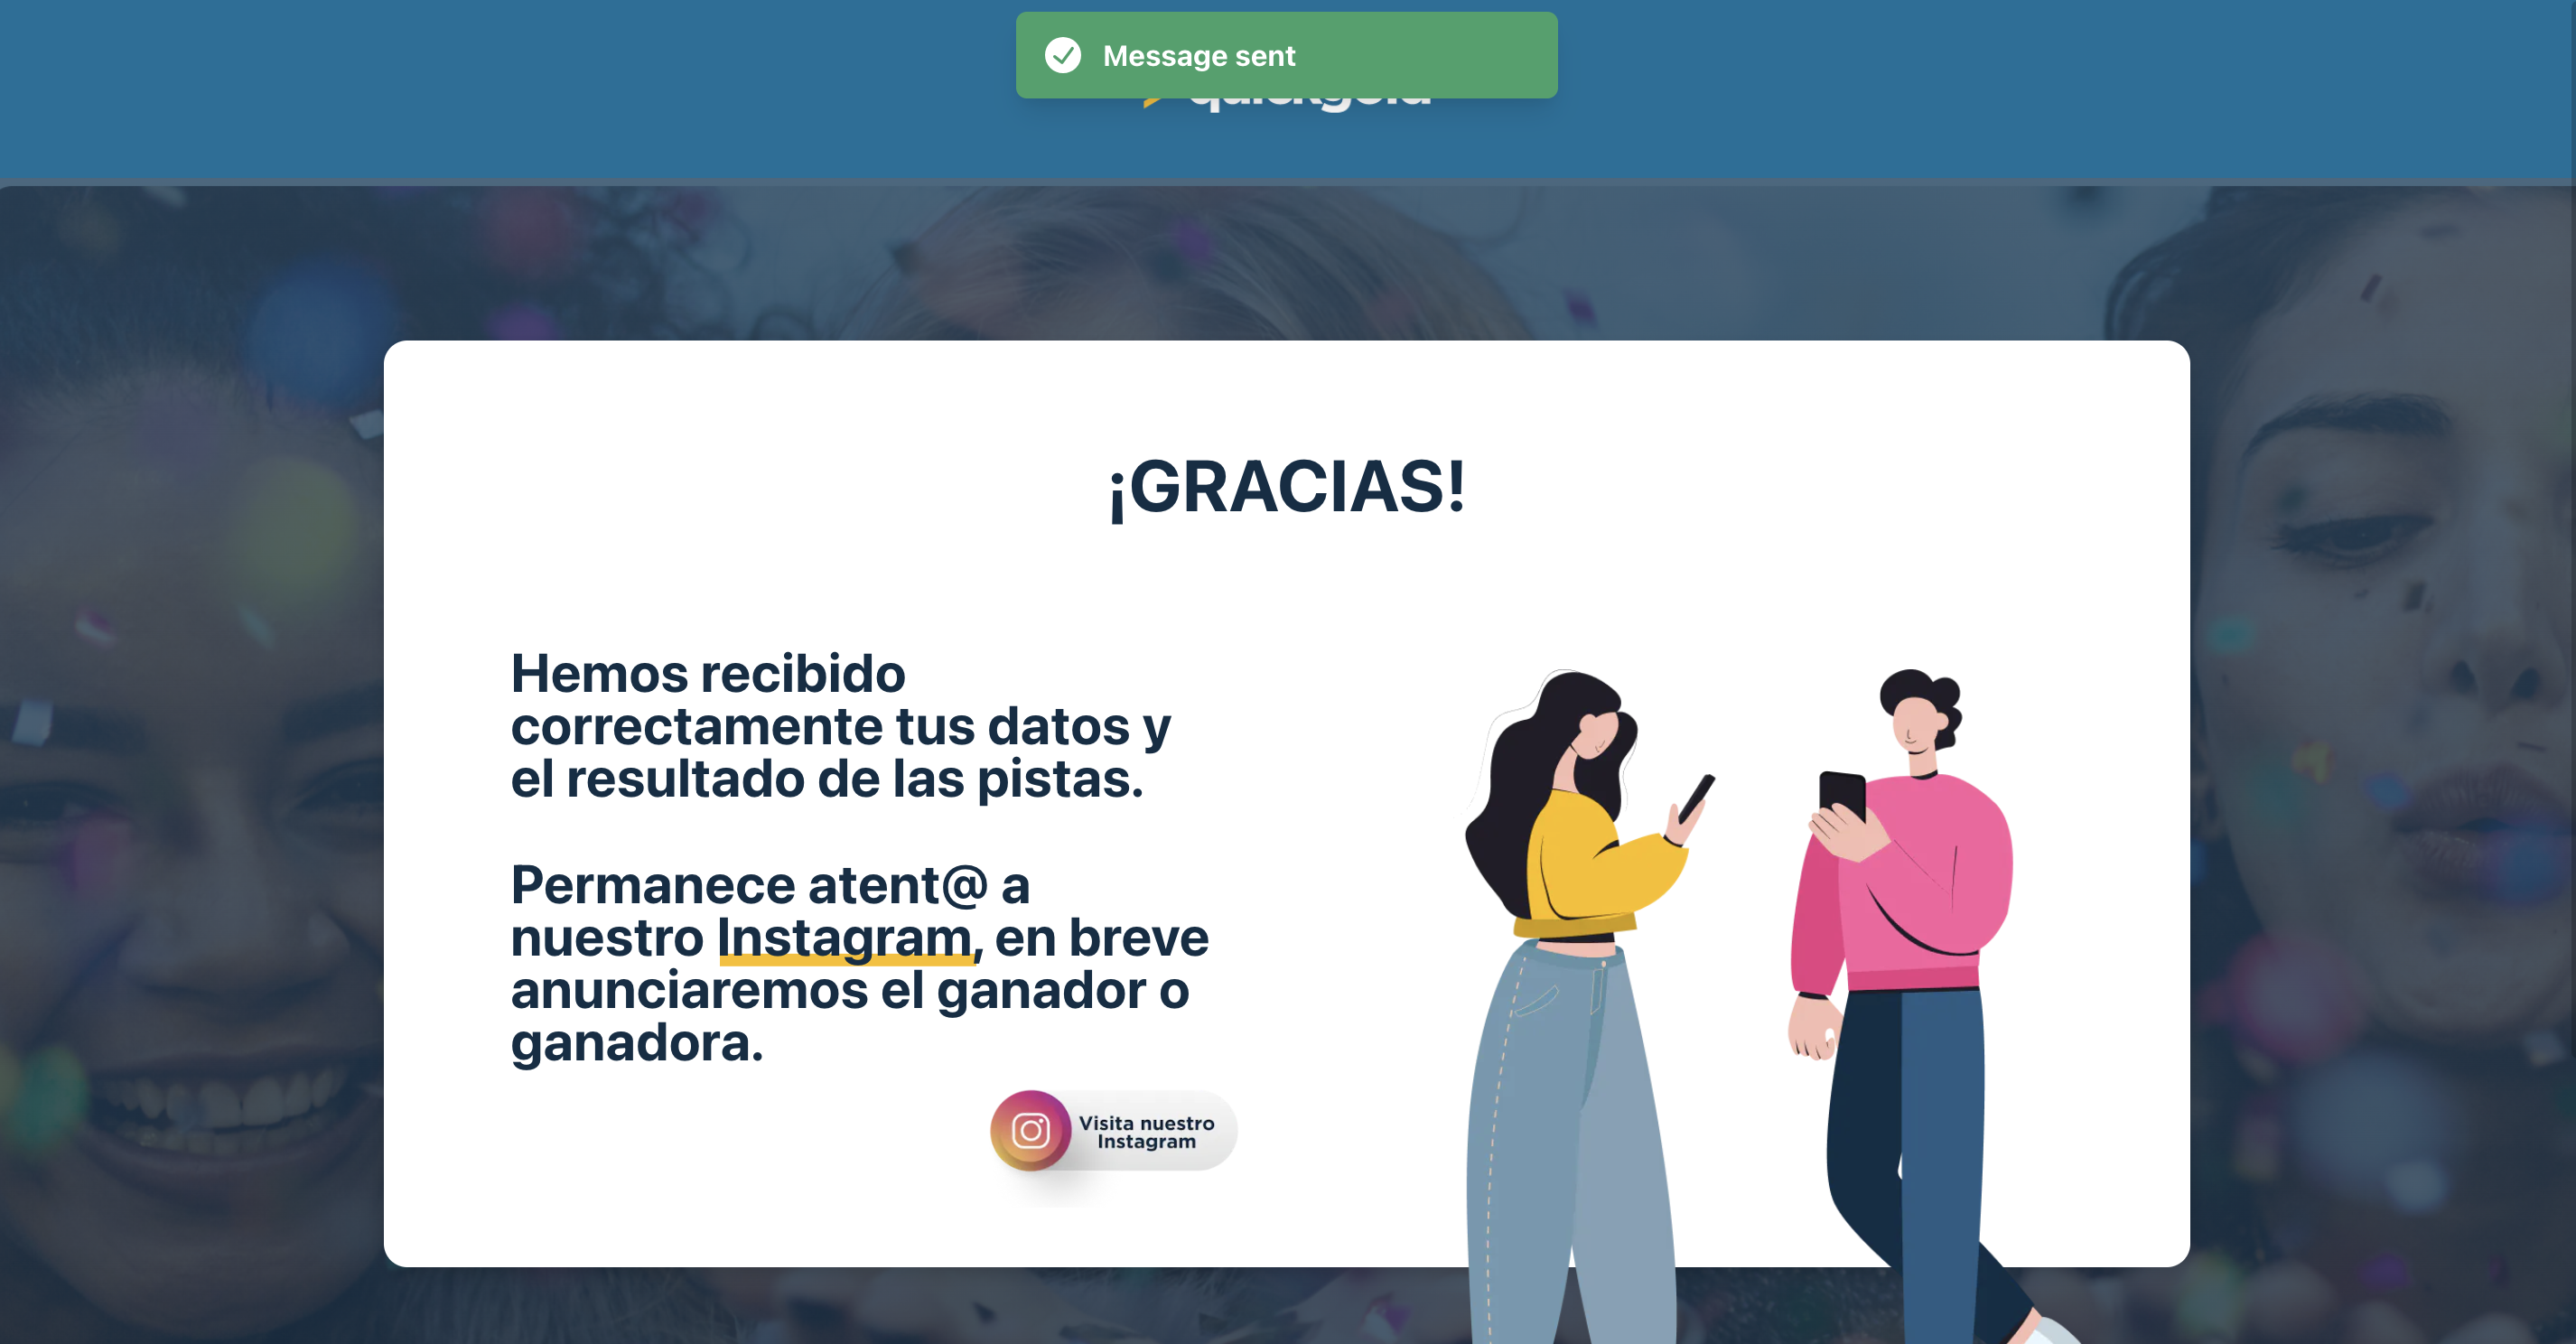 Message sent
¡GRACIAS!
Hemos recibido
correctamente tus datos y
el resultado de las pistas.
Permanece atent@ a
nuestro Instagram, en breve
anunciaremos el ganador o
ganadora.
Visita nuestro
Instagram